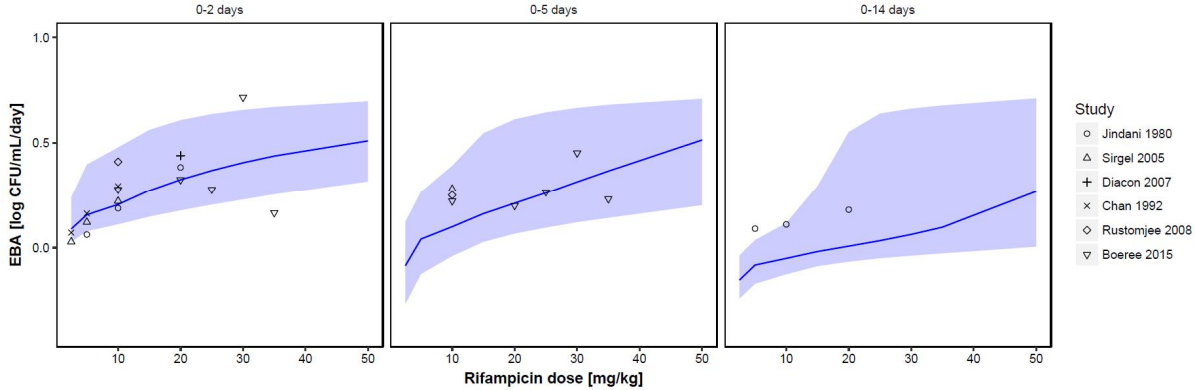 0-2 days
0-5 days
0-14 days
EBA [log CFU/mL/day]
1.0
0.5
0.0
10 20 30 40 50
10 20 30 40 50
10 20 30 40 50
Rifampicin dose [mg/kg]
Study
Jindani 1980
Sirgel 2005
Diacon 2007
Chan 1992
Rustomjee 2008
Boeree 2015